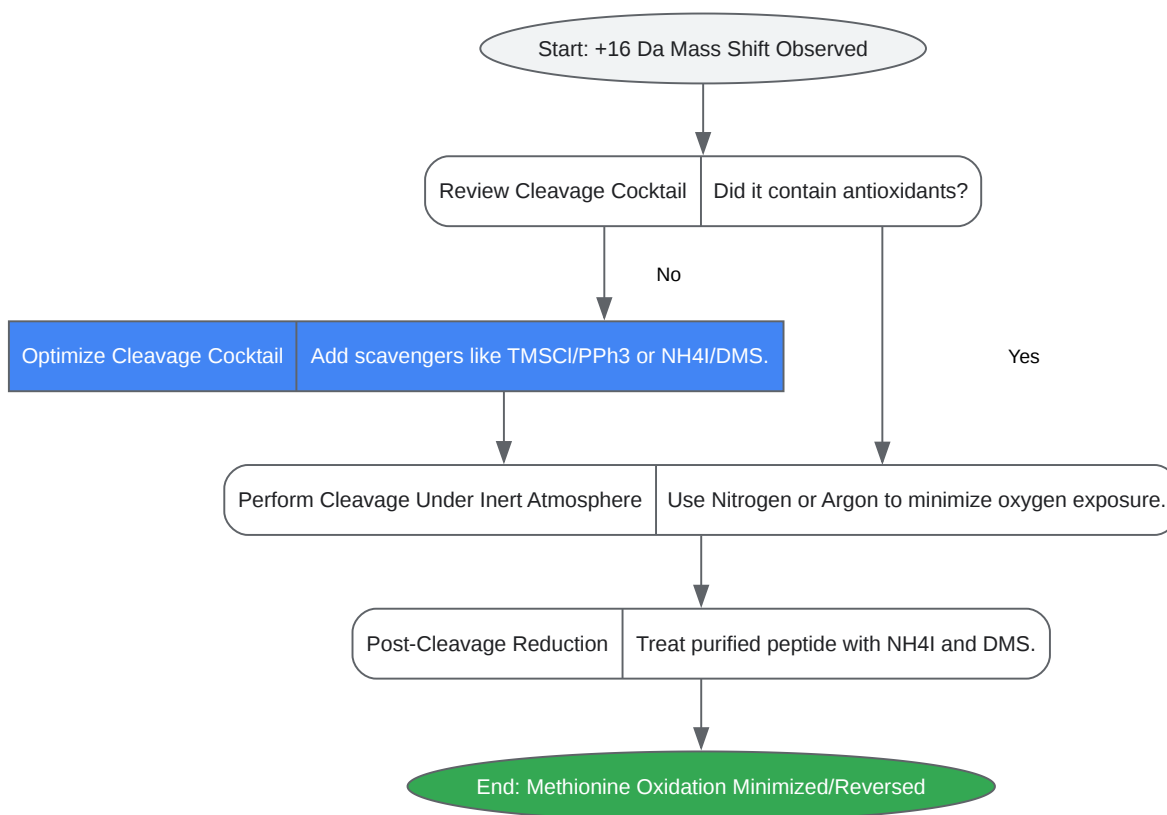 Start: +16 Da Mass Shift Observed
Review Cleavage Cocktail
Did it contain antioxidants?
No
Optimize Cleavage Cocktail
Add scavengers like TMSCl/PPh3 or NH4I/DMS.
Yes
Perform Cleavage Under Inert Atmosphere
Use Nitrogen or Argon to minimize oxygen exposure.
Post-Cleavage Reduction
Treat purified peptide with NH4I and DMS.
End: Methionine Oxidation Minimized/Reversed